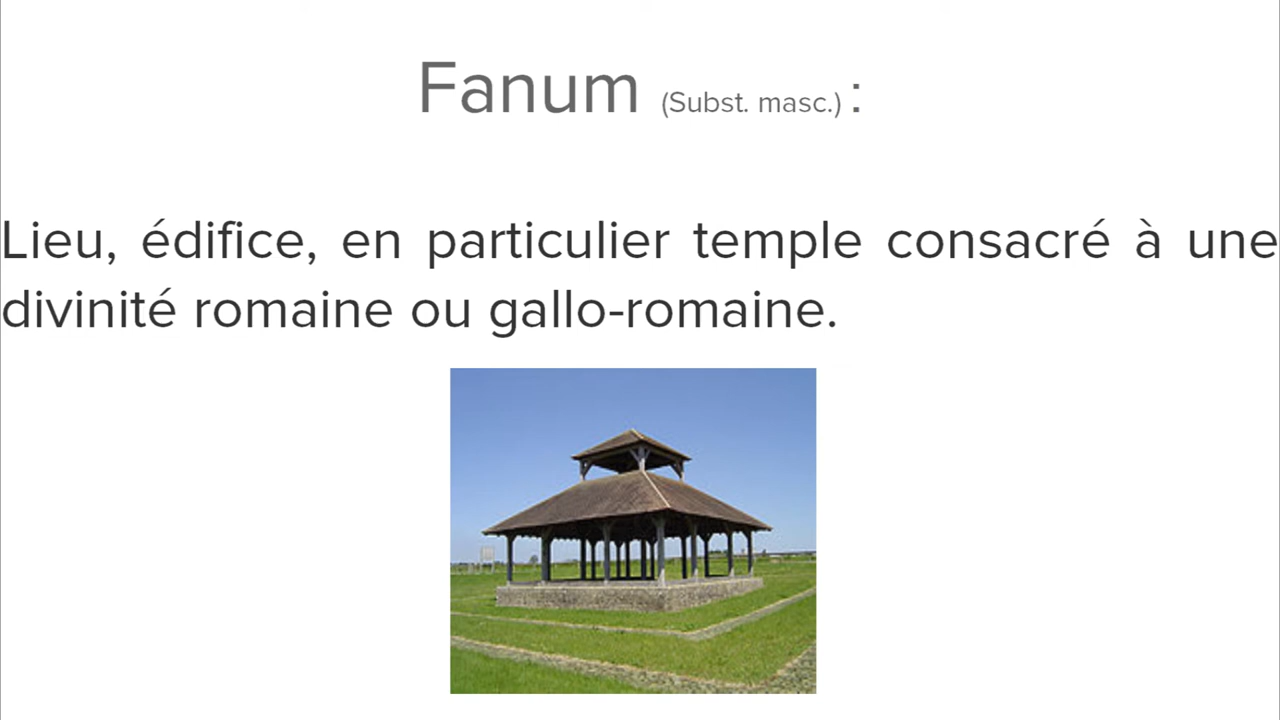 Fanum (Subst. masc.) :
Lieu, édifice, en particulier temple consacré à une
divinité romaine ou gallo-romaine.